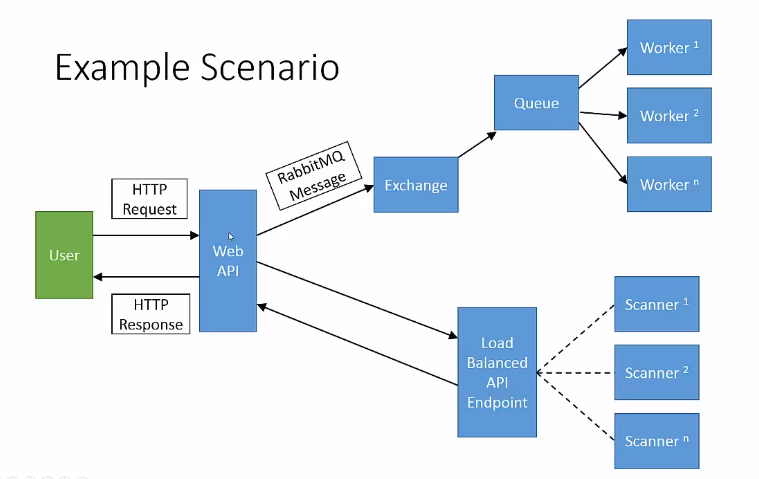 Example Scenario
HTTP
Request
User
HTTP
Response
Web
API
RabbitMQ
Message
Exchange
Queue
Worker 1
Worker 2
Worker n
Load
Balanced
API
Endpoint
Scanner 1
Scanner 2
Scanner n